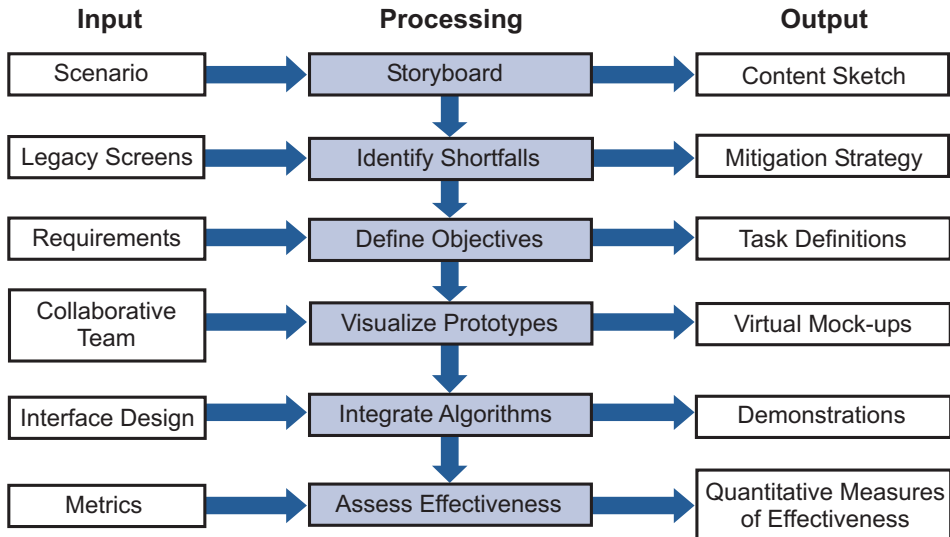 Input
Processing
Output
Scenario
Storyboard
Content Sketch
Legacy Screens
Identify Shortfalls
Mitigation Strategy
Requirements
Define Objectives
Task Definitions
Collaborative
Team
Visualize Prototypes
Virtual Mock-ups
Interface Design
Integrate Algorithms
Demonstrations
Metrics
Assess Effectiveness
Quantitative Measures
of Effectiveness